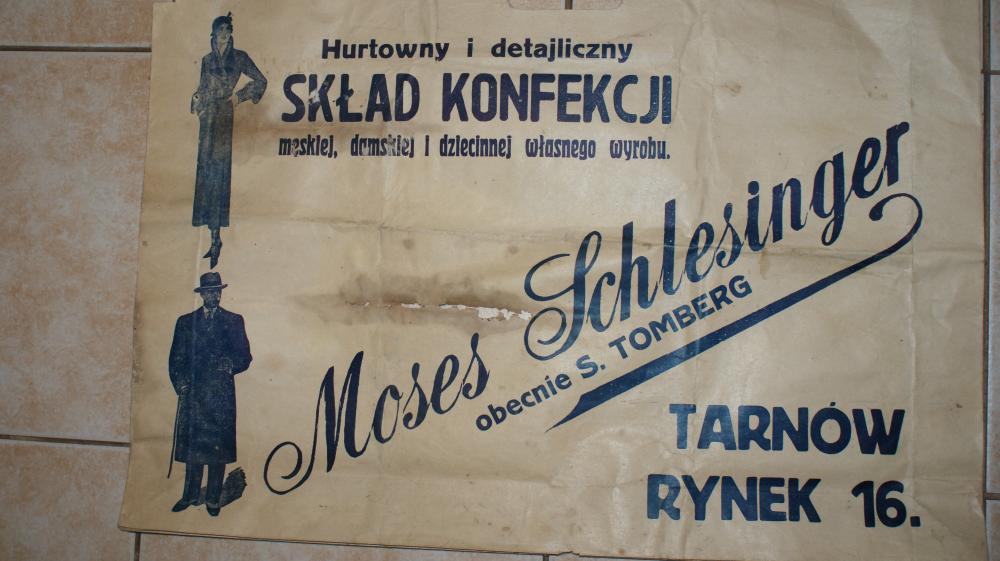 Hurtowny i detajliczny
SKŁAD KONFEKCJI
męskiej, damskiej i dziecinnej własnego wyrobu.
Moses Schlesinger
obecnie S. TOMBERG
TARNÓW
RYNEK 16.